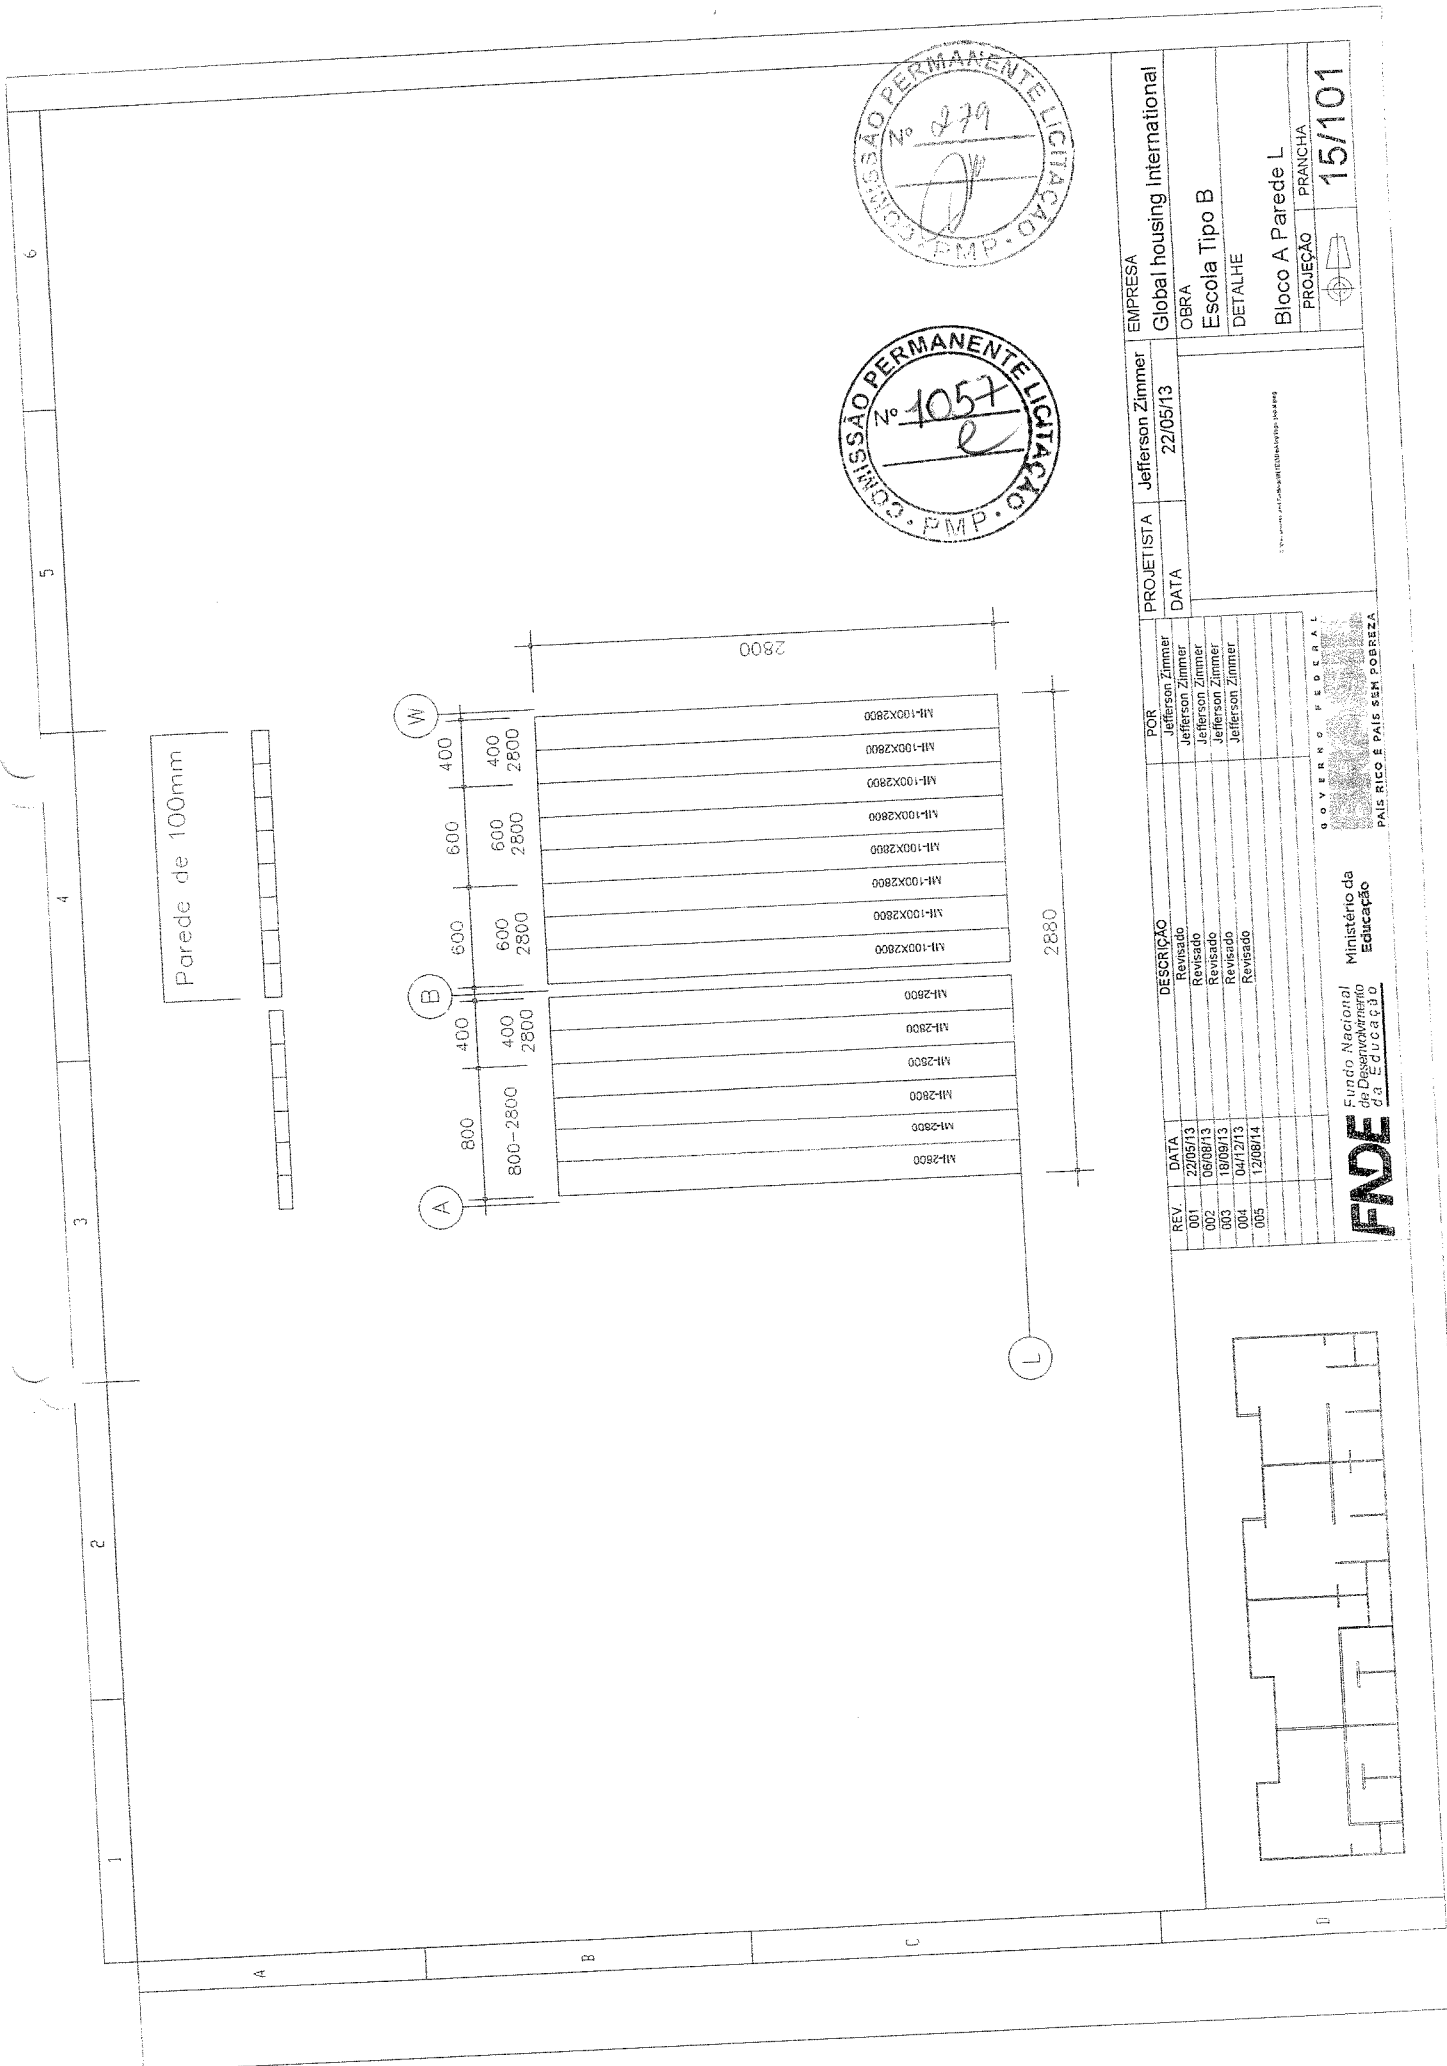 1
2
3
4
5
6
A
B
C
D
Parede de 100mm
A
B
W
800
400
600
600
400
800-2800
400
2800
600
2800
600
2800
400
2800
MI-2800
MI-2800
MI-2800
MI-2800
MI-2800
MI-2800
MI-100X2800
MI-100X2800
MI-100X2800
MI-100X2800
MI-100X2800
MI-100X2800
MI-100X2800
MI-100X2800
2800
2880
L
COMISSÃO PERMANENTE LICITAÇÃO · PMP ·
Nº 1057
COMISSÃO PERMANENTE LICITAÇÃO · PMP ·
Nº 279
REV. DATA DESCRIÇÃO POR
001 22/05/13 Revisado Jefferson Zimmer
002 06/08/13 Revisado Jefferson Zimmer
003 18/09/13 Revisado Jefferson Zimmer
004 04/12/13 Revisado Jefferson Zimmer
005 12/08/14 Revisado Jefferson Zimmer
FNDE
Fundo Nacional
de Desenvolvimento
da Educação
Ministério da
Educação
GOVERNO FEDERAL
PAÍS RICO É PAÍS SEM POBREZA
PROJETISTA Jefferson Zimmer
DATA 22/05/13
EMPRESA
Global housing International
OBRA
Escola Tipo B
DETALHE
Bloco A Parede L
PROJEÇÃO PRANCHA
15/101